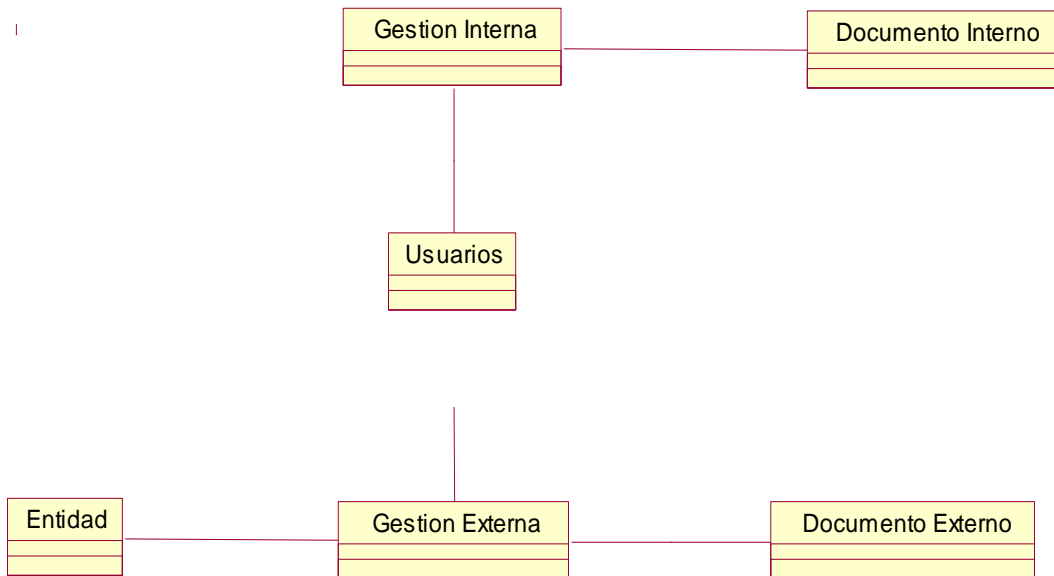 Gestion Interna
Documento Interno
Usuarios
Entidad
Gestion Externa
Documento Externo